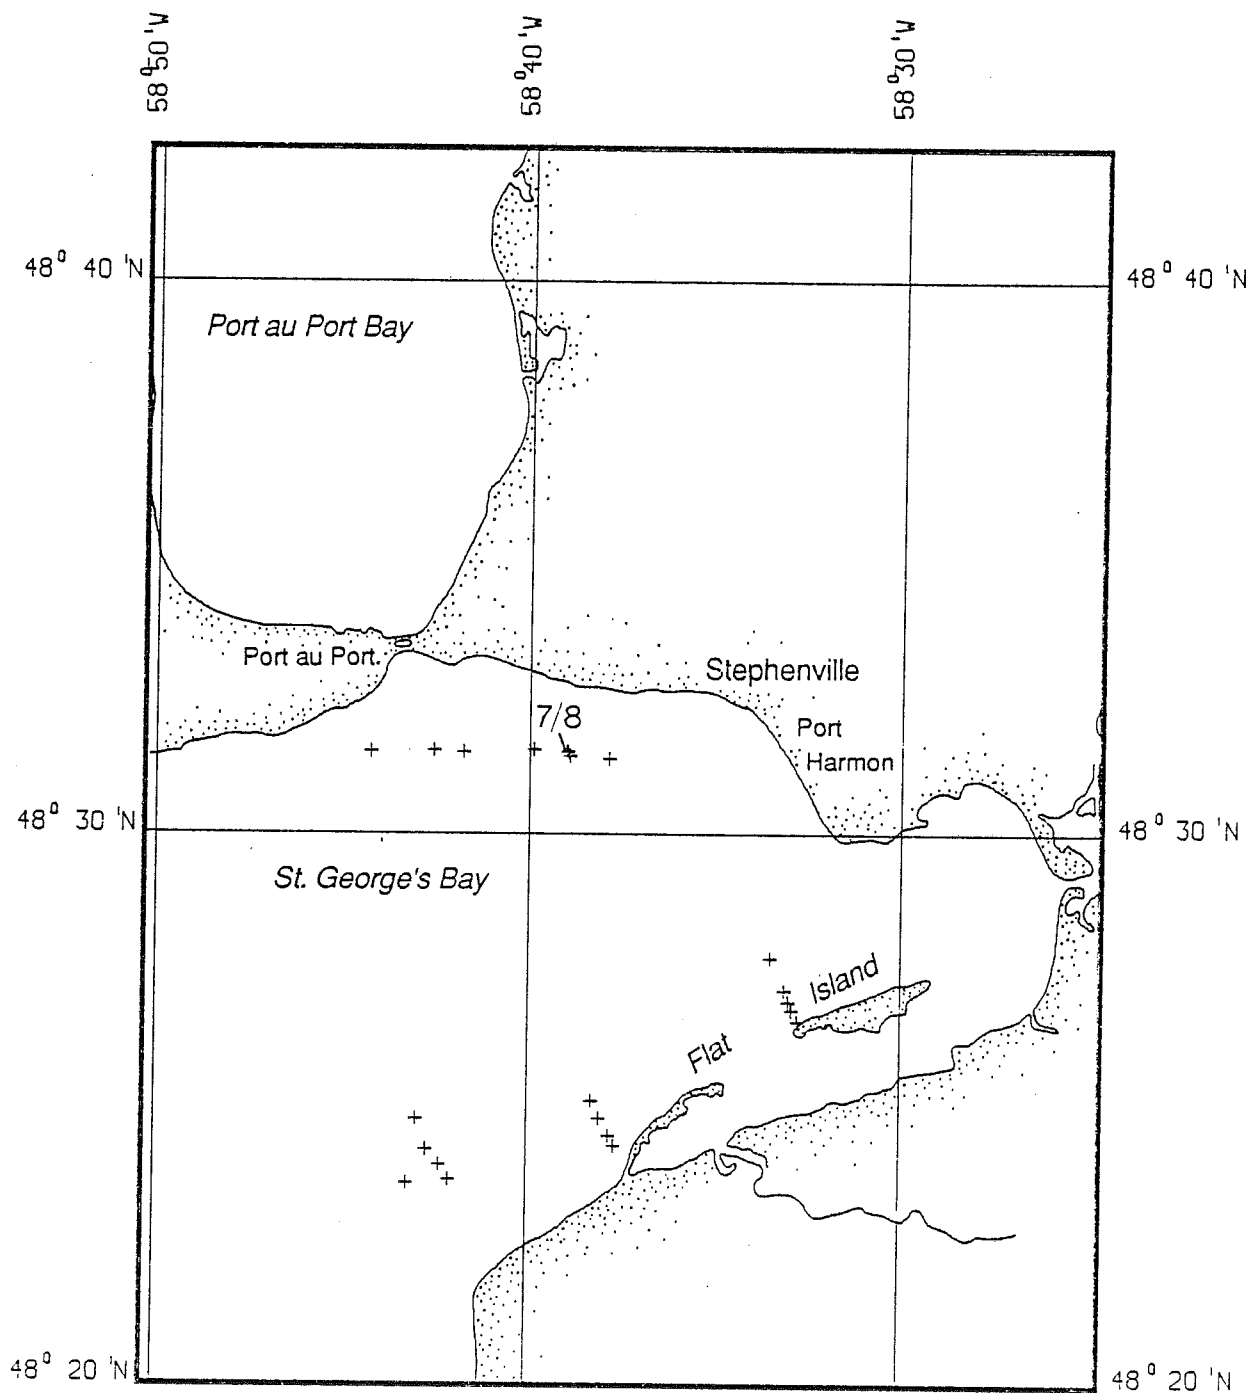 58°50'W
58°40'W
58°30'W
48° 40'N
48° 40'N
Port au Port Bay
Port au Port.
Stephenville
7/8
Port
Harmon
48° 30'N
48° 30'N
St. George's Bay
Island
Flat
48° 20'N
48° 20'N